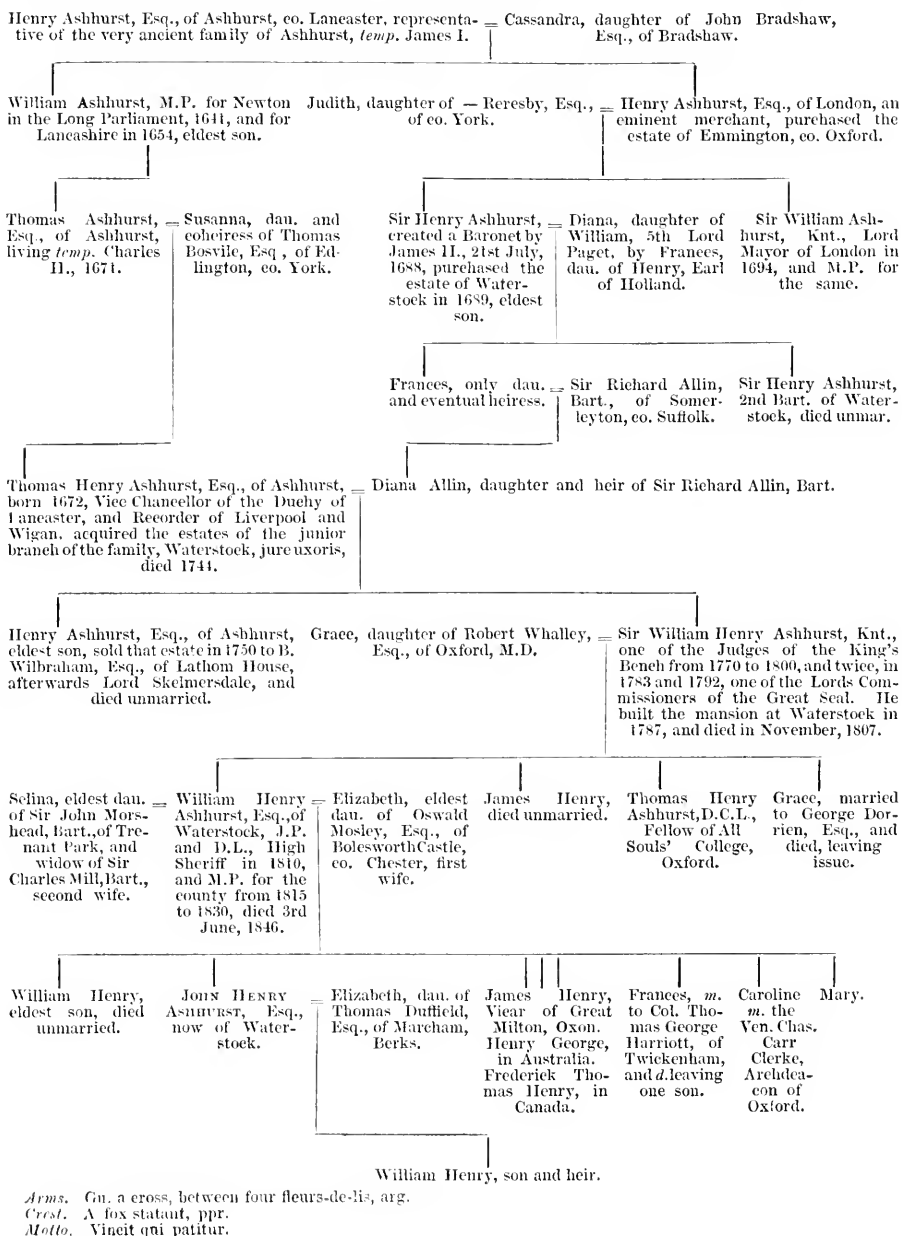 Henry Ashhurst, Esq., of Ashhurst, co. Lancaster, representa-
tive of the very ancient family of Ashhurst, temp. James I.
= Cassandra, daughter of John Bradshaw,
Esq., of Bradshaw.
William Ashhurst, M.P. for Newton
in the Long Parliament, 1641, and for
Lancashire in 1654, eldest son.
Judith, daughter of — Reresby, Esq.,
of co. York.
= Henry Ashhurst, Esq., of London, an
eminent merchant, purchased the
estate of Emmington, co. Oxford.
Thomas Ashhurst,
Esq., of Ashhurst,
living temp. Charles
II., 1671.
= Susanna, dau. and
coheiress of Thomas
Bosvile, Esq., of Ed-
lington, co. York.
Sir Henry Ashhurst,
created a Baronet by
James II., 21st July,
1688, purchased the
estate of Water-
stock in 1689, eldest
son.
= Diana, daughter of
William, 5th Lord
Paget, by Frances,
dau. of Henry, Earl
of Holland.
Sir William Ash-
hurst, Knt., Lord
Mayor of London in
1694, and M.P. for
the same.
Frances, only dau.
and eventual heiress.
= Sir Richard Allin,
Bart., of Somer-
leyton, co. Suffolk.
Sir Henry Ashhurst,
2nd Bart. of Water-
stock, died unmar.
Thomas Henry Ashhurst, Esq., of Ashhurst,
born 1672, Vice Chancellor of the Duchy of
Lancaster, and Recorder of Liverpool and
Wigan. acquired the estates of the junior
branch of the family, Waterstock, jure uxoris,
died 1744.
= Diana Allin, daughter and heir of Sir Richard Allin, Bart.
Henry Ashhurst, Esq., of Ashhurst,
eldest son, sold that estate in 1750 to B.
Wilbraham, Esq., of Lathom House,
afterwards Lord Skelmersdale, and
died unmarried.
Grace, daughter of Robert Whalley,
Esq., of Oxford, M.D.
= Sir William Henry Ashhurst, Knt.,
one of the Judges of the King's
Bench from 1770 to 1800, and twice, in
1783 and 1792, one of the Lords Com-
missioners of the Great Seal. He
built the mansion at Waterstock in
1787, and died in November, 1807.
Selina, eldest dau.
of Sir John Mors-
head, Bart., of Tre-
nant Park, and
widow of Sir
Charles Mill, Bart.,
second wife.
= William Henry
Ashhurst, Esq., of
Waterstock, J.P.
and D.L., High
Sheriff in 1810,
and M.P. for the
county from 1815
to 1830, died 3rd
June, 1846.
= Elizabeth, eldest
dau. of Oswald
Mosley, Esq., of
Bolesworth Castle,
co. Chester, first
wife.
James Henry,
died unmarried.
Thomas Henry
Ashhurst, D.C.L.,
Fellow of All
Souls' College,
Oxford.
Grace, married
to George Dor-
rien, Esq., and
died, leaving
issue.
William Henry,
eldest son, died
unmarried.
JOHN HENRY
ASHHURST, Esq.,
now of Water-
stock.
= Elizabeth, dau. of
Thomas Duffield,
Esq., of Marcham,
Berks.
James Henry,
Vicar of Great
Milton, Oxon.
Henry George,
in Australia.
Frederick Tho-
mas Henry, in
Canada.
Frances, m.
to Col. Tho-
mas George
Harriott, of
Twickenham,
and d. leaving
one son.
Caroline
m. the
Ven. Chas.
Carr
Clerke,
Archdea-
con of
Oxford.
Mary.
William Henry, son and heir.
Arms. Gu. a cross, between four fleurs-de-lis, arg.
Crest. A fox statant, ppr.
Motto. Vincit qui patitur.